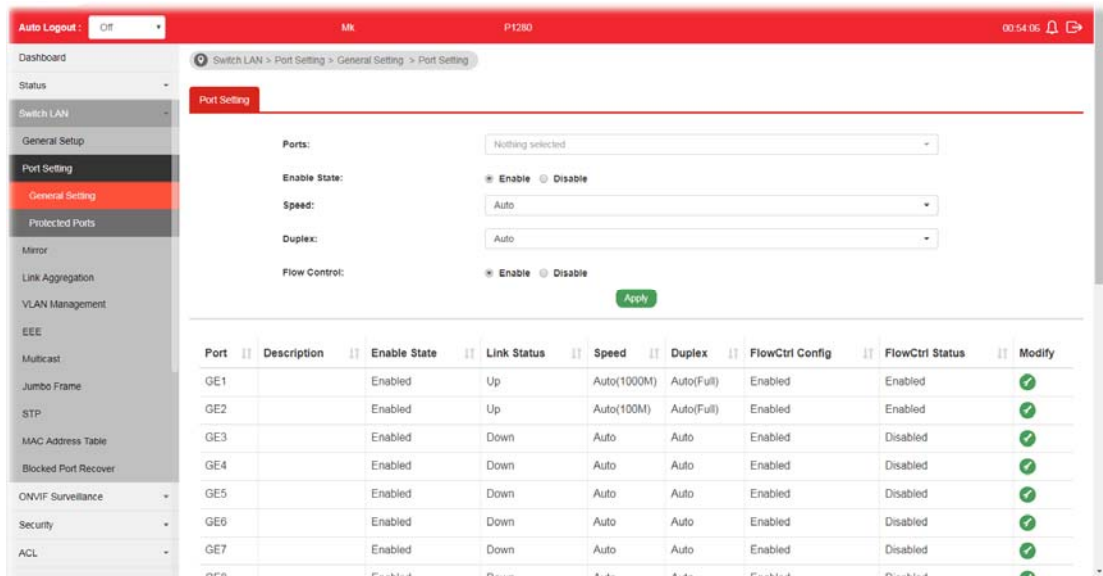 Auto Logout : Off Mk P1280 00:54:06
Dashboard
Switch LAN > Port Setting > General Setting > Port Setting
Status
Switch LAN
General Setup
Port Setting
General Setting
Protected Ports
Mirror
Link Aggregation
VLAN Management
EEE
Multicast
Jumbo Frame
STP
MAC Address Table
Blocked Port Recover
ONVIF Surveillance
Security
ACL
Port Setting
Ports: Nothing selected
Enable State: Enable Disable
Speed: Auto
Duplex: Auto
Flow Control: Enable Disable
Apply
Port Description Enable State Link Status Speed Duplex FlowCtrl Config FlowCtrl Status Modify
GE1 Enabled Up Auto(1000M) Auto(Full) Enabled Enabled
GE2 Enabled Up Auto(100M) Auto(Full) Enabled Enabled
GE3 Enabled Down Auto Auto Enabled Disabled
GE4 Enabled Down Auto Auto Enabled Disabled
GE5 Enabled Down Auto Auto Enabled Disabled
GE6 Enabled Down Auto Auto Enabled Disabled
GE7 Enabled Down Auto Auto Enabled Disabled